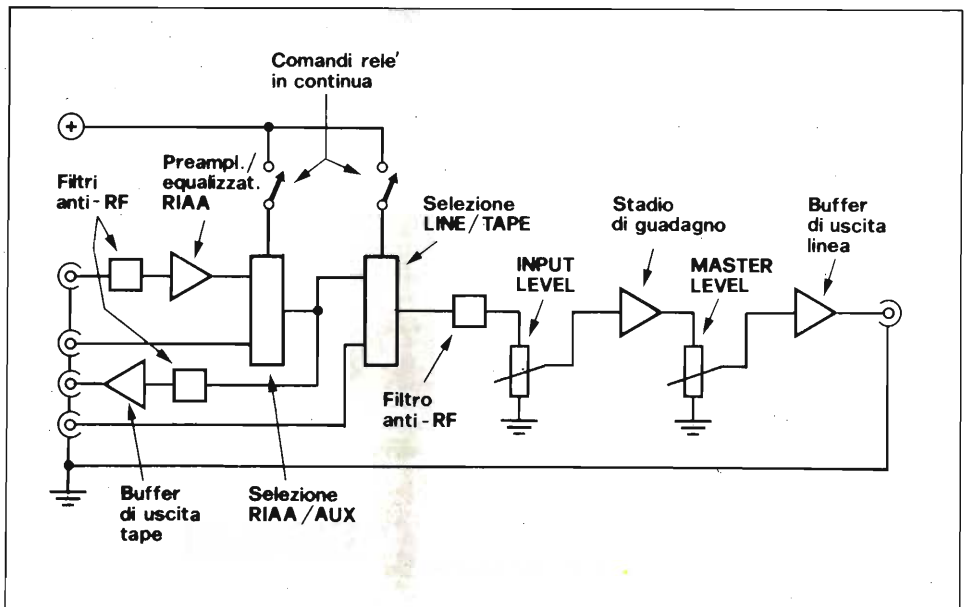 Comandi rele'
in continua
+
Preampl./
equalizzat.
RIAA
Filtri
anti-RF
Selezione
LINE/TAPE
Stadio
di guadagno
Buffer
di uscita
linea
INPUT
LEVEL
MASTER
LEVEL
Filtro
anti-RF
Buffer
di uscita
tape
Selezione
RIAA/AUX